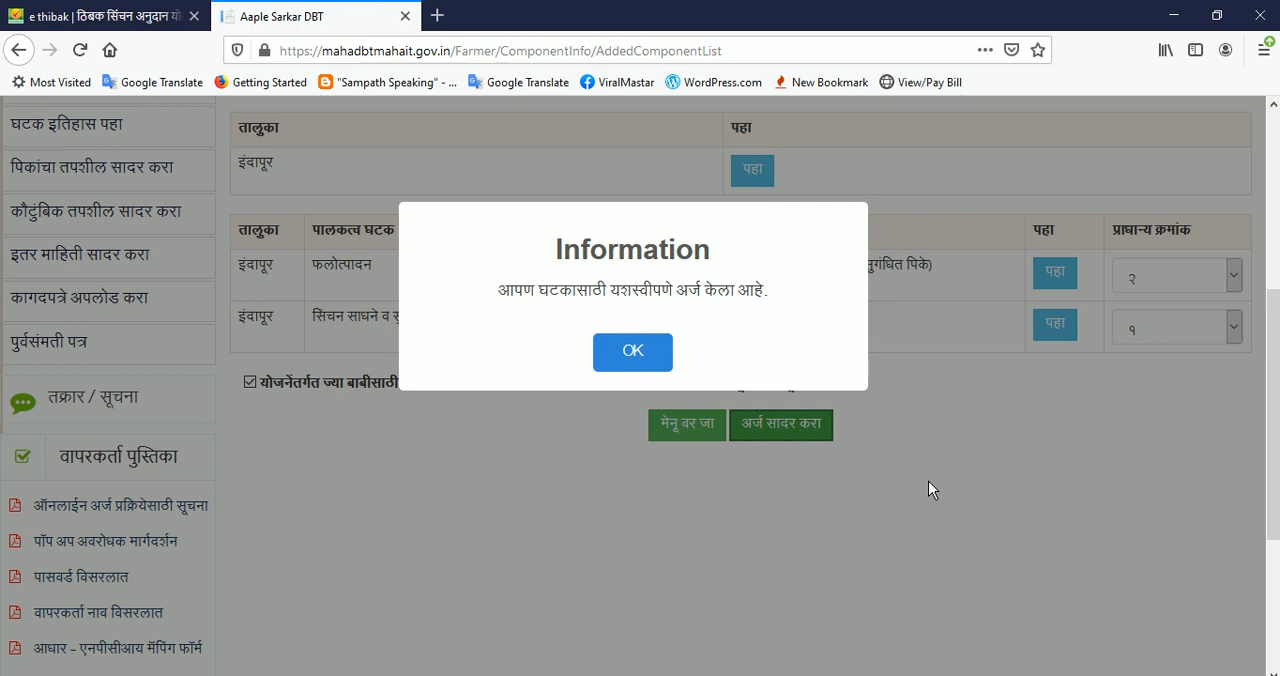 e thibak | ठिबक सिंचन अनुदान
Aaple Sarkar DBT
https://mahadbtmahait.gov.in/Farmer/ComponentInfo/AddedComponentList
Most Visited Google Translate Getting Started "Sampath Speaking" - ... Google Translate ViralMastar WordPress.com New Bookmark View/Pay Bill
घटक इतिहास पहा
पिकांचा तपशील सादर करा
कौटुंबिक तपशील सादर करा
इतर माहिती सादर करा
कागदपत्रे अपलोड करा
पुर्वसंमती पत्र
तक्रार / सूचना
वापरकर्ता पुस्तिका
ऑनलाईन अर्ज प्रक्रियेसाठी सूचना
पॉप अप अवरोधक मार्गदर्शन
पासवर्ड विसरलात
वापरकर्ता नाव विसरलात
आधार - एनपीसीआय मॅपिंग फॉर्म
तालुका पहा
इंदापूर पहा
तालुका पालकत्व घटक पहा प्राधान्य क्रमांक
इंदापूर फलोत्पादन सुगंधित पिके) पहा २
इंदापूर सिंचन साधने व पहा १
Information
आपण घटकासाठी यशस्वीपणे अर्ज केला आहे.
OK
योजनेंतर्गत ज्या बाबीसाठी
मेनू वर जा अर्ज सादर करा